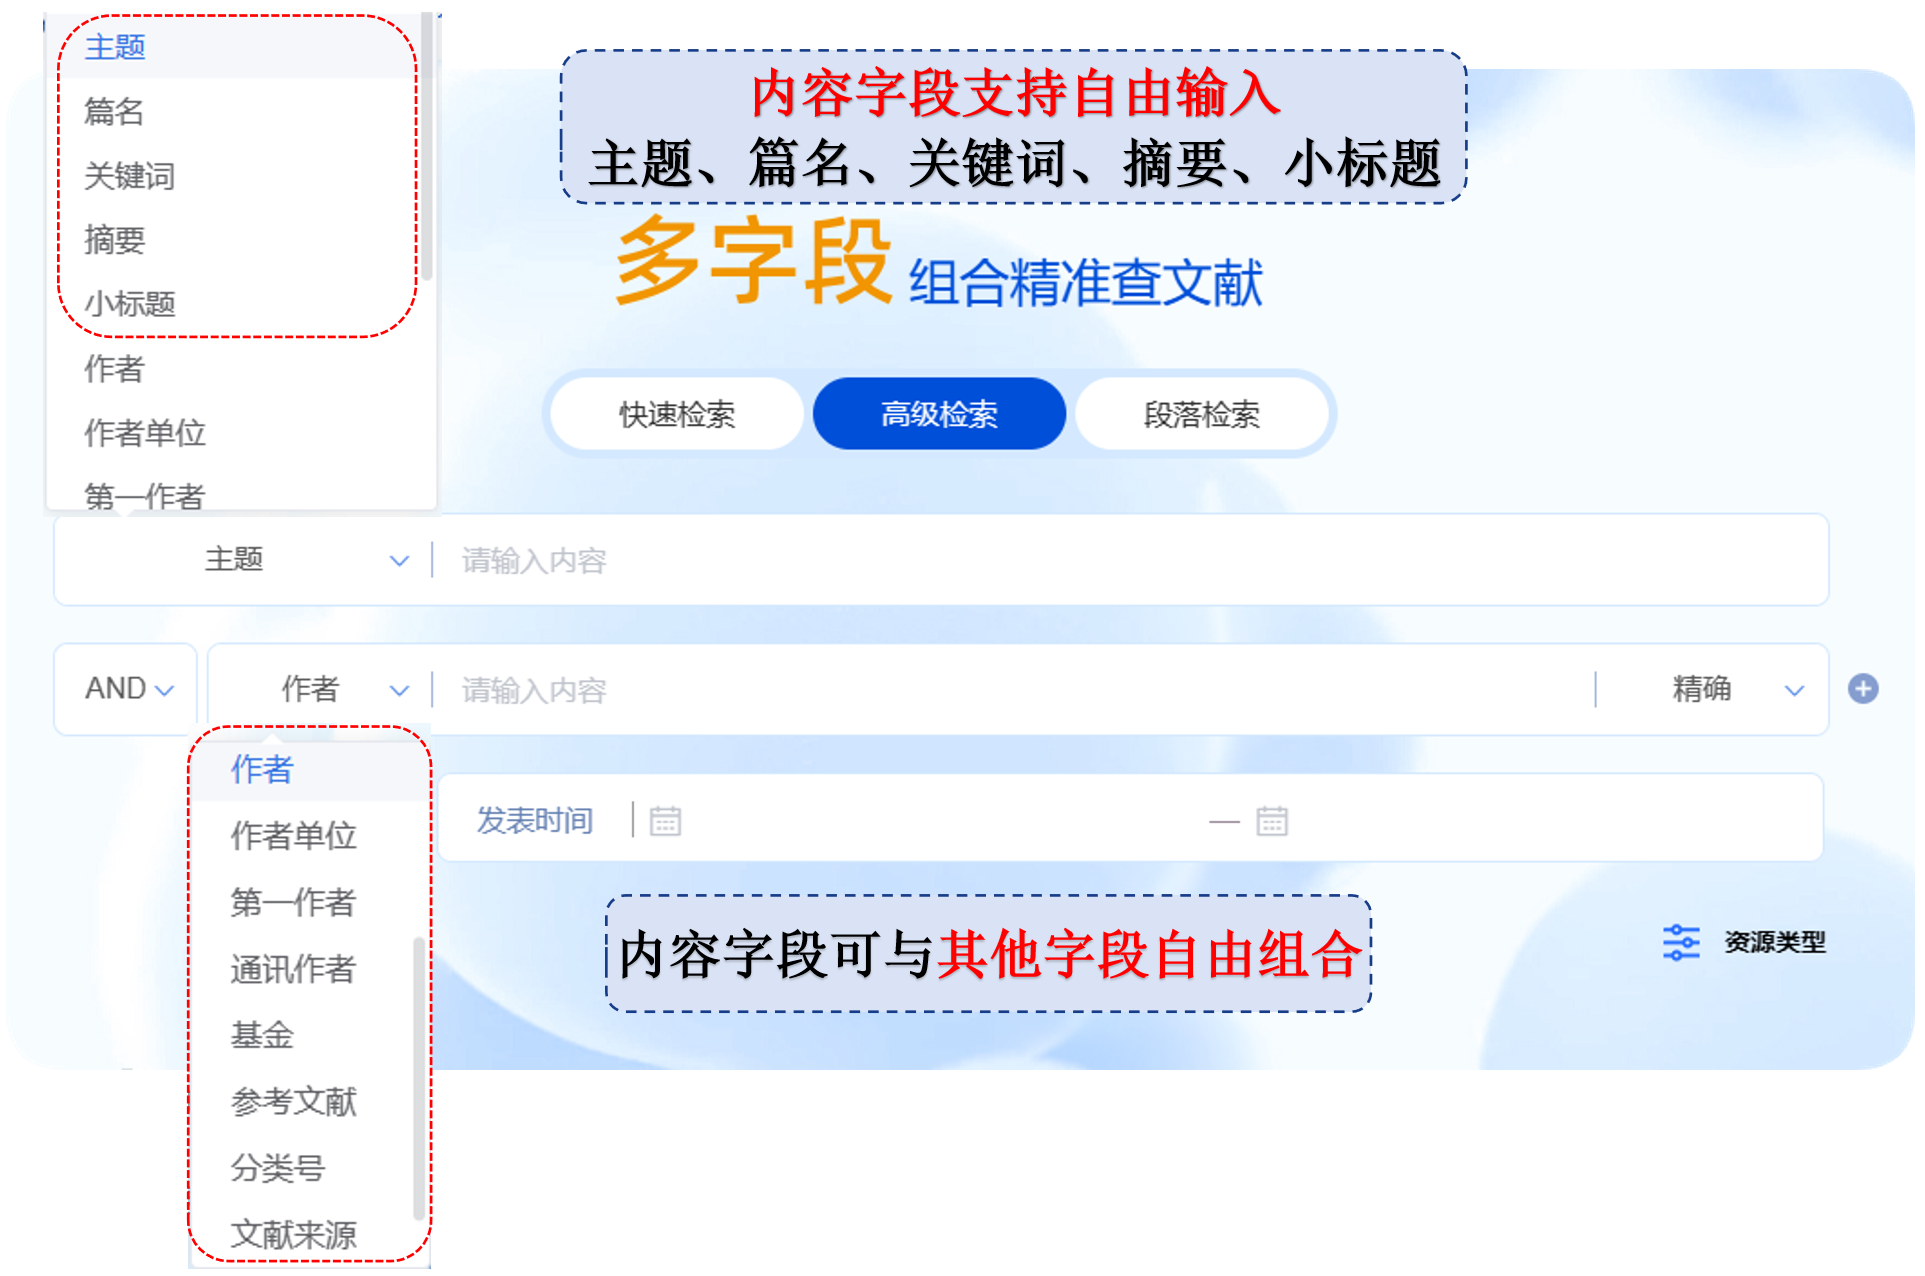 主题
篇名
关键词
摘要
小标题
作者
作者单位
第一作者
内容字段支持自由输入
主题、篇名、关键词、摘要、小标题
多字段 组合精准查文献
快速检索 高级检索 段落检索
主题 请输入内容
AND 作者 请输入内容 精确
作者
作者单位
第一作者
通讯作者
基金
参考文献
分类号
文献来源
发表时间 —
内容字段可与其他字段自由组合
资源类型